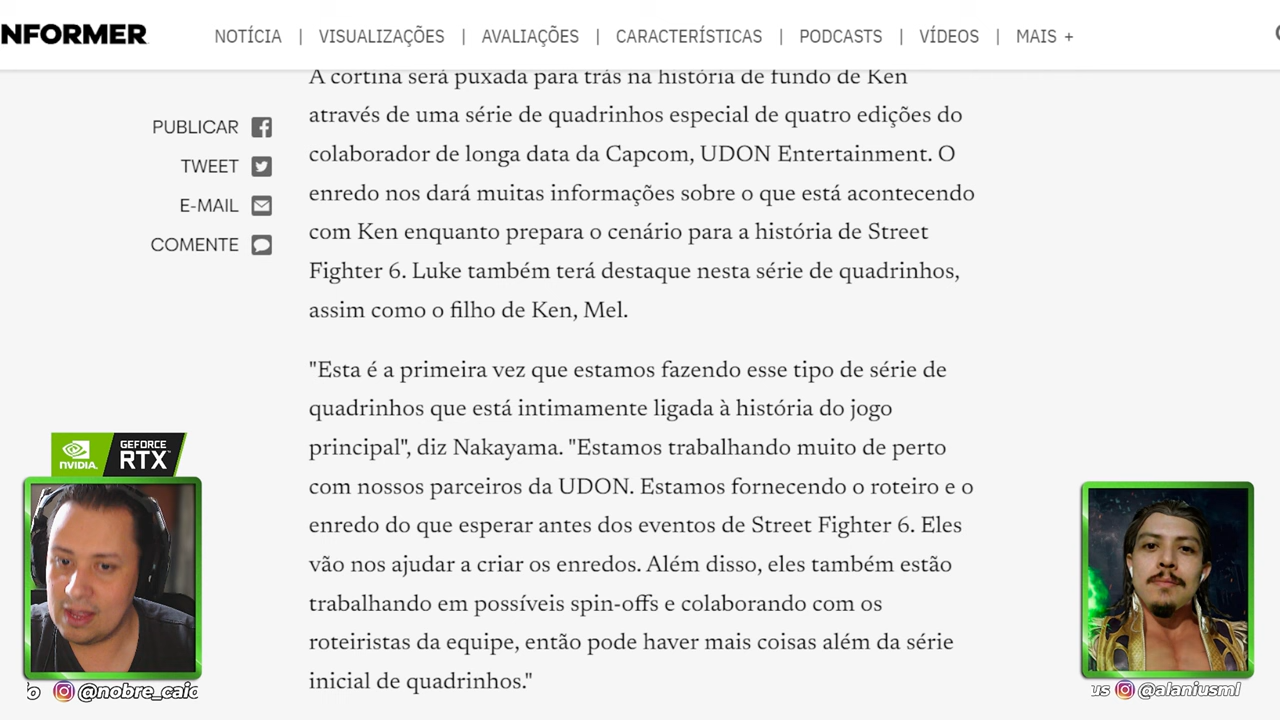 NFORMER
NOTÍCIA | VISUALIZAÇÕES | AVALIAÇÕES | CARACTERÍSTICAS | PODCASTS | VÍDEOS | MAIS +
A cortina será puxada para trás na história de fundo de Ken
através de uma série de quadrinhos especial de quatro edições do
colaborador de longa data da Capcom, UDON Entertainment. O
enredo nos dará muitas informações sobre o que está acontecendo
com Ken enquanto prepara o cenário para a história de Street
Fighter 6. Luke também terá destaque nesta série de quadrinhos,
assim como o filho de Ken, Mel.
PUBLICAR
TWEET
E-MAIL
COMENTE
"Esta é a primeira vez que estamos fazendo esse tipo de série de
quadrinhos que está intimamente ligada à história do jogo
principal", diz Nakayama. "Estamos trabalhando muito de perto
com nossos parceiros da UDON. Estamos fornecendo o roteiro e o
enredo do que esperar antes dos eventos de Street Fighter 6. Eles
vão nos ajudar a criar os enredos. Além disso, eles também estão
trabalhando em possíveis spin-offs e colaborando com os
roteiristas da equipe, então pode haver mais coisas além da série
inicial de quadrinhos."
NVIDIA.
GEFORCE
RTX
@nobre_caio
us @alaniusml